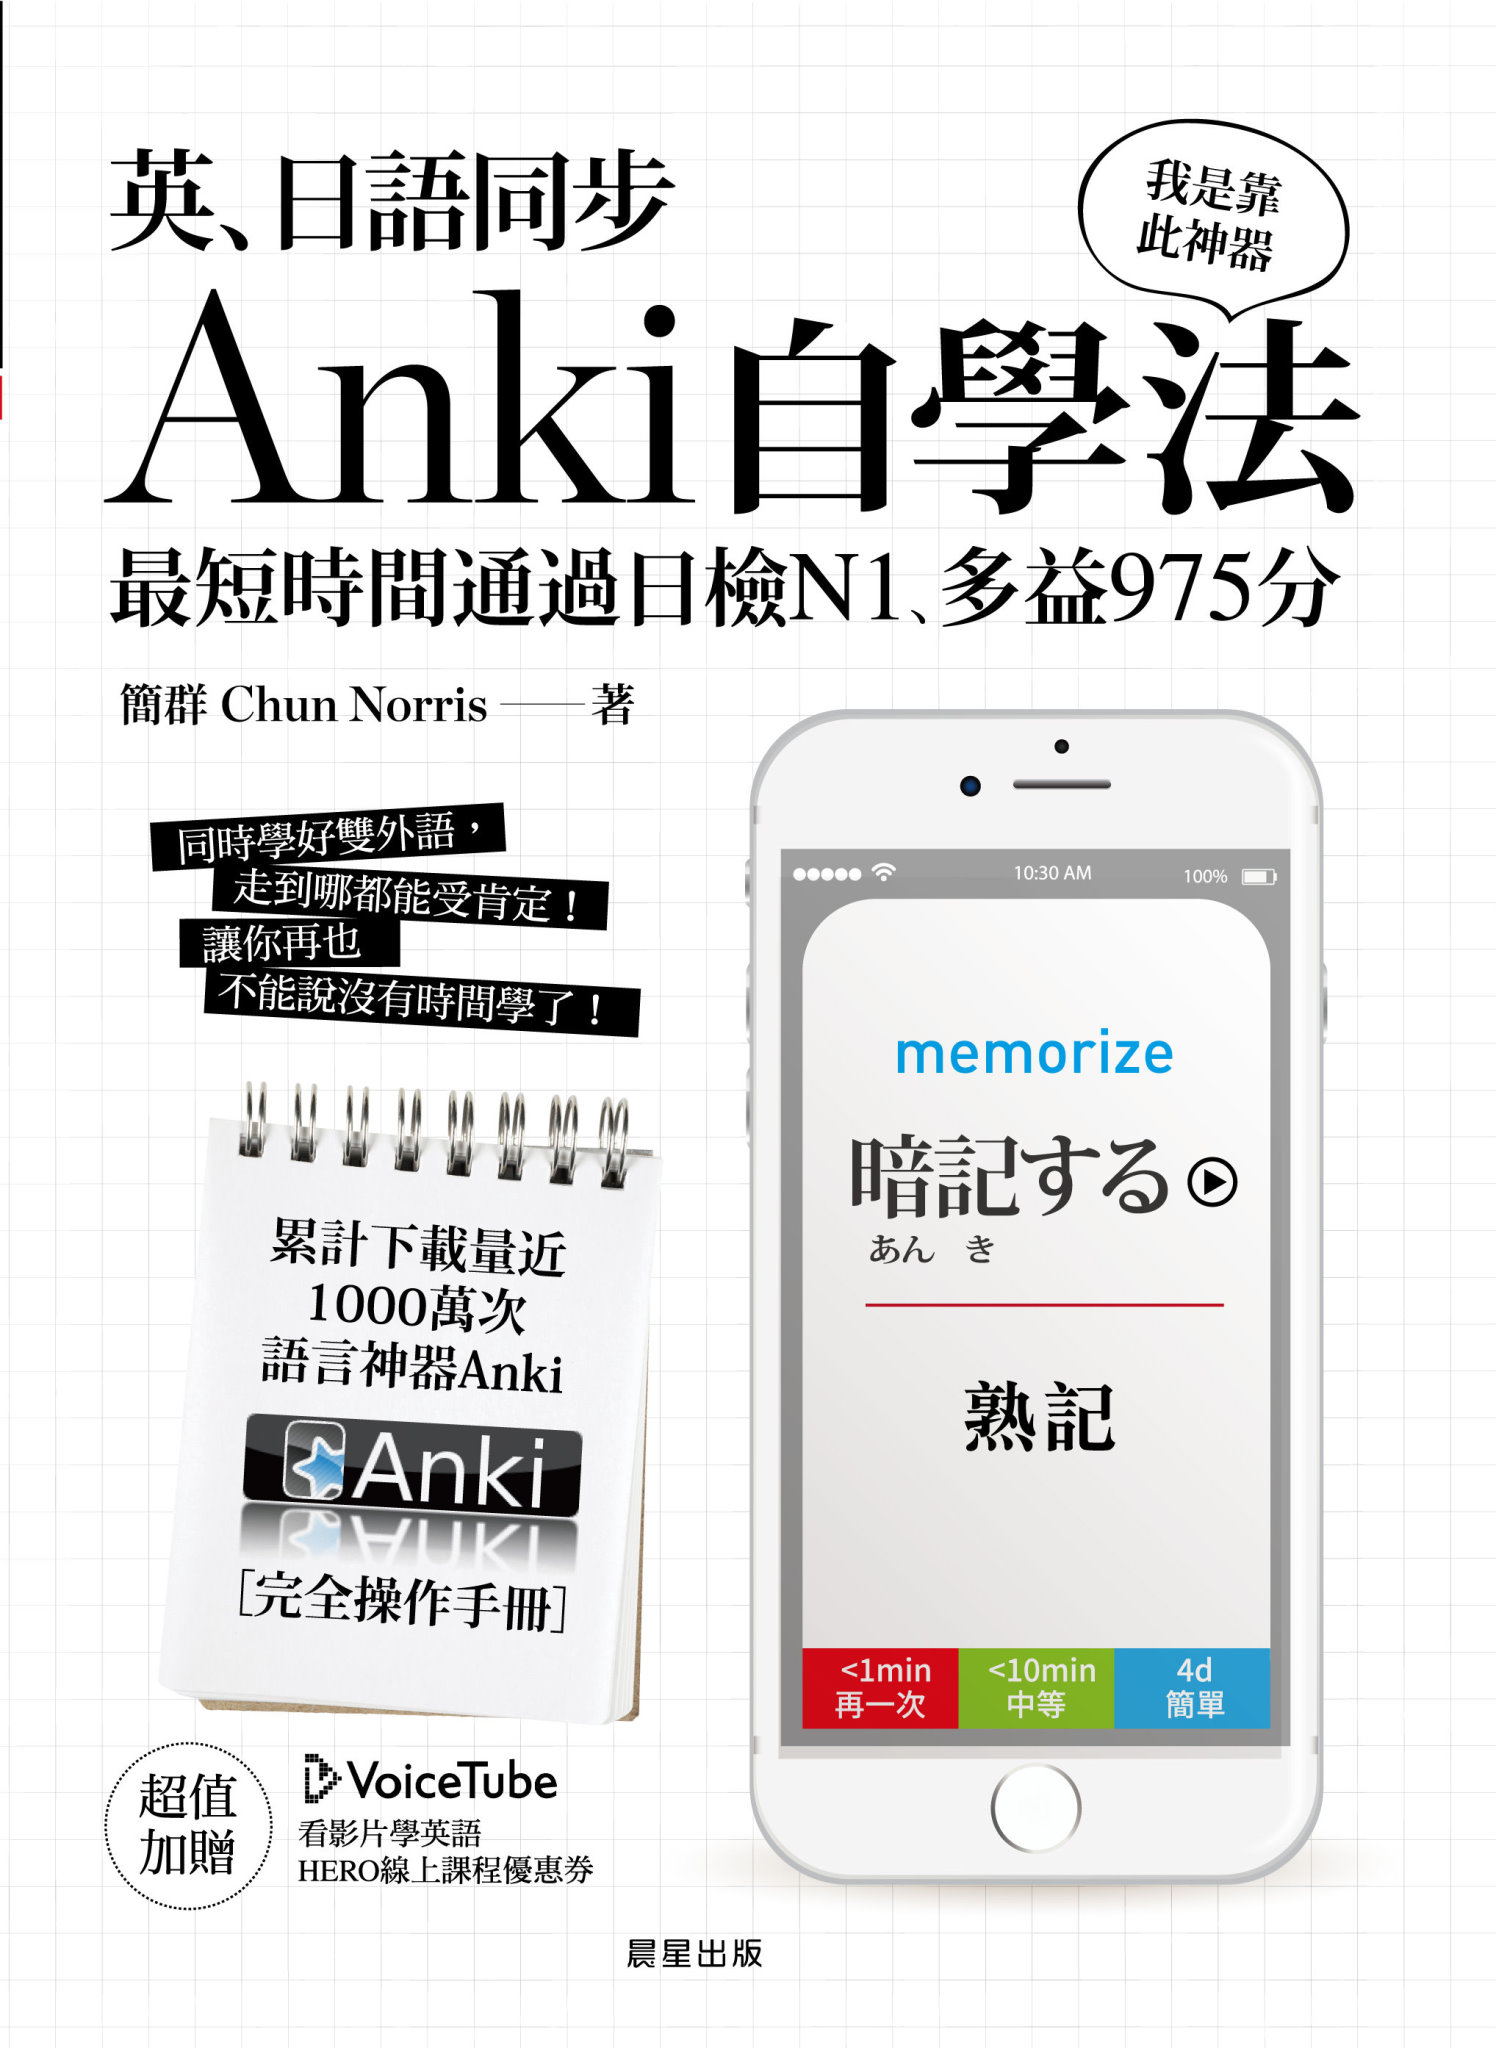 英、日語同步
我是靠
此神器
Anki自學法
最短時間通過日檢N1、多益975分
簡群 Chun Norris —— 著
同時學好雙外語，
走到哪都能受肯定！
讓你再也
不能說沒有時間學了！
累計下載量近
1000萬次
語言神器Anki
Anki
[完全操作手冊]
10:30 AM
100%
memorize
暗記する
あん き
熟記
<1min
再一次
<10min
中等
4d
簡單
超值
加贈
VoiceTube
看影片學英語
HERO線上課程優惠券
晨星出版